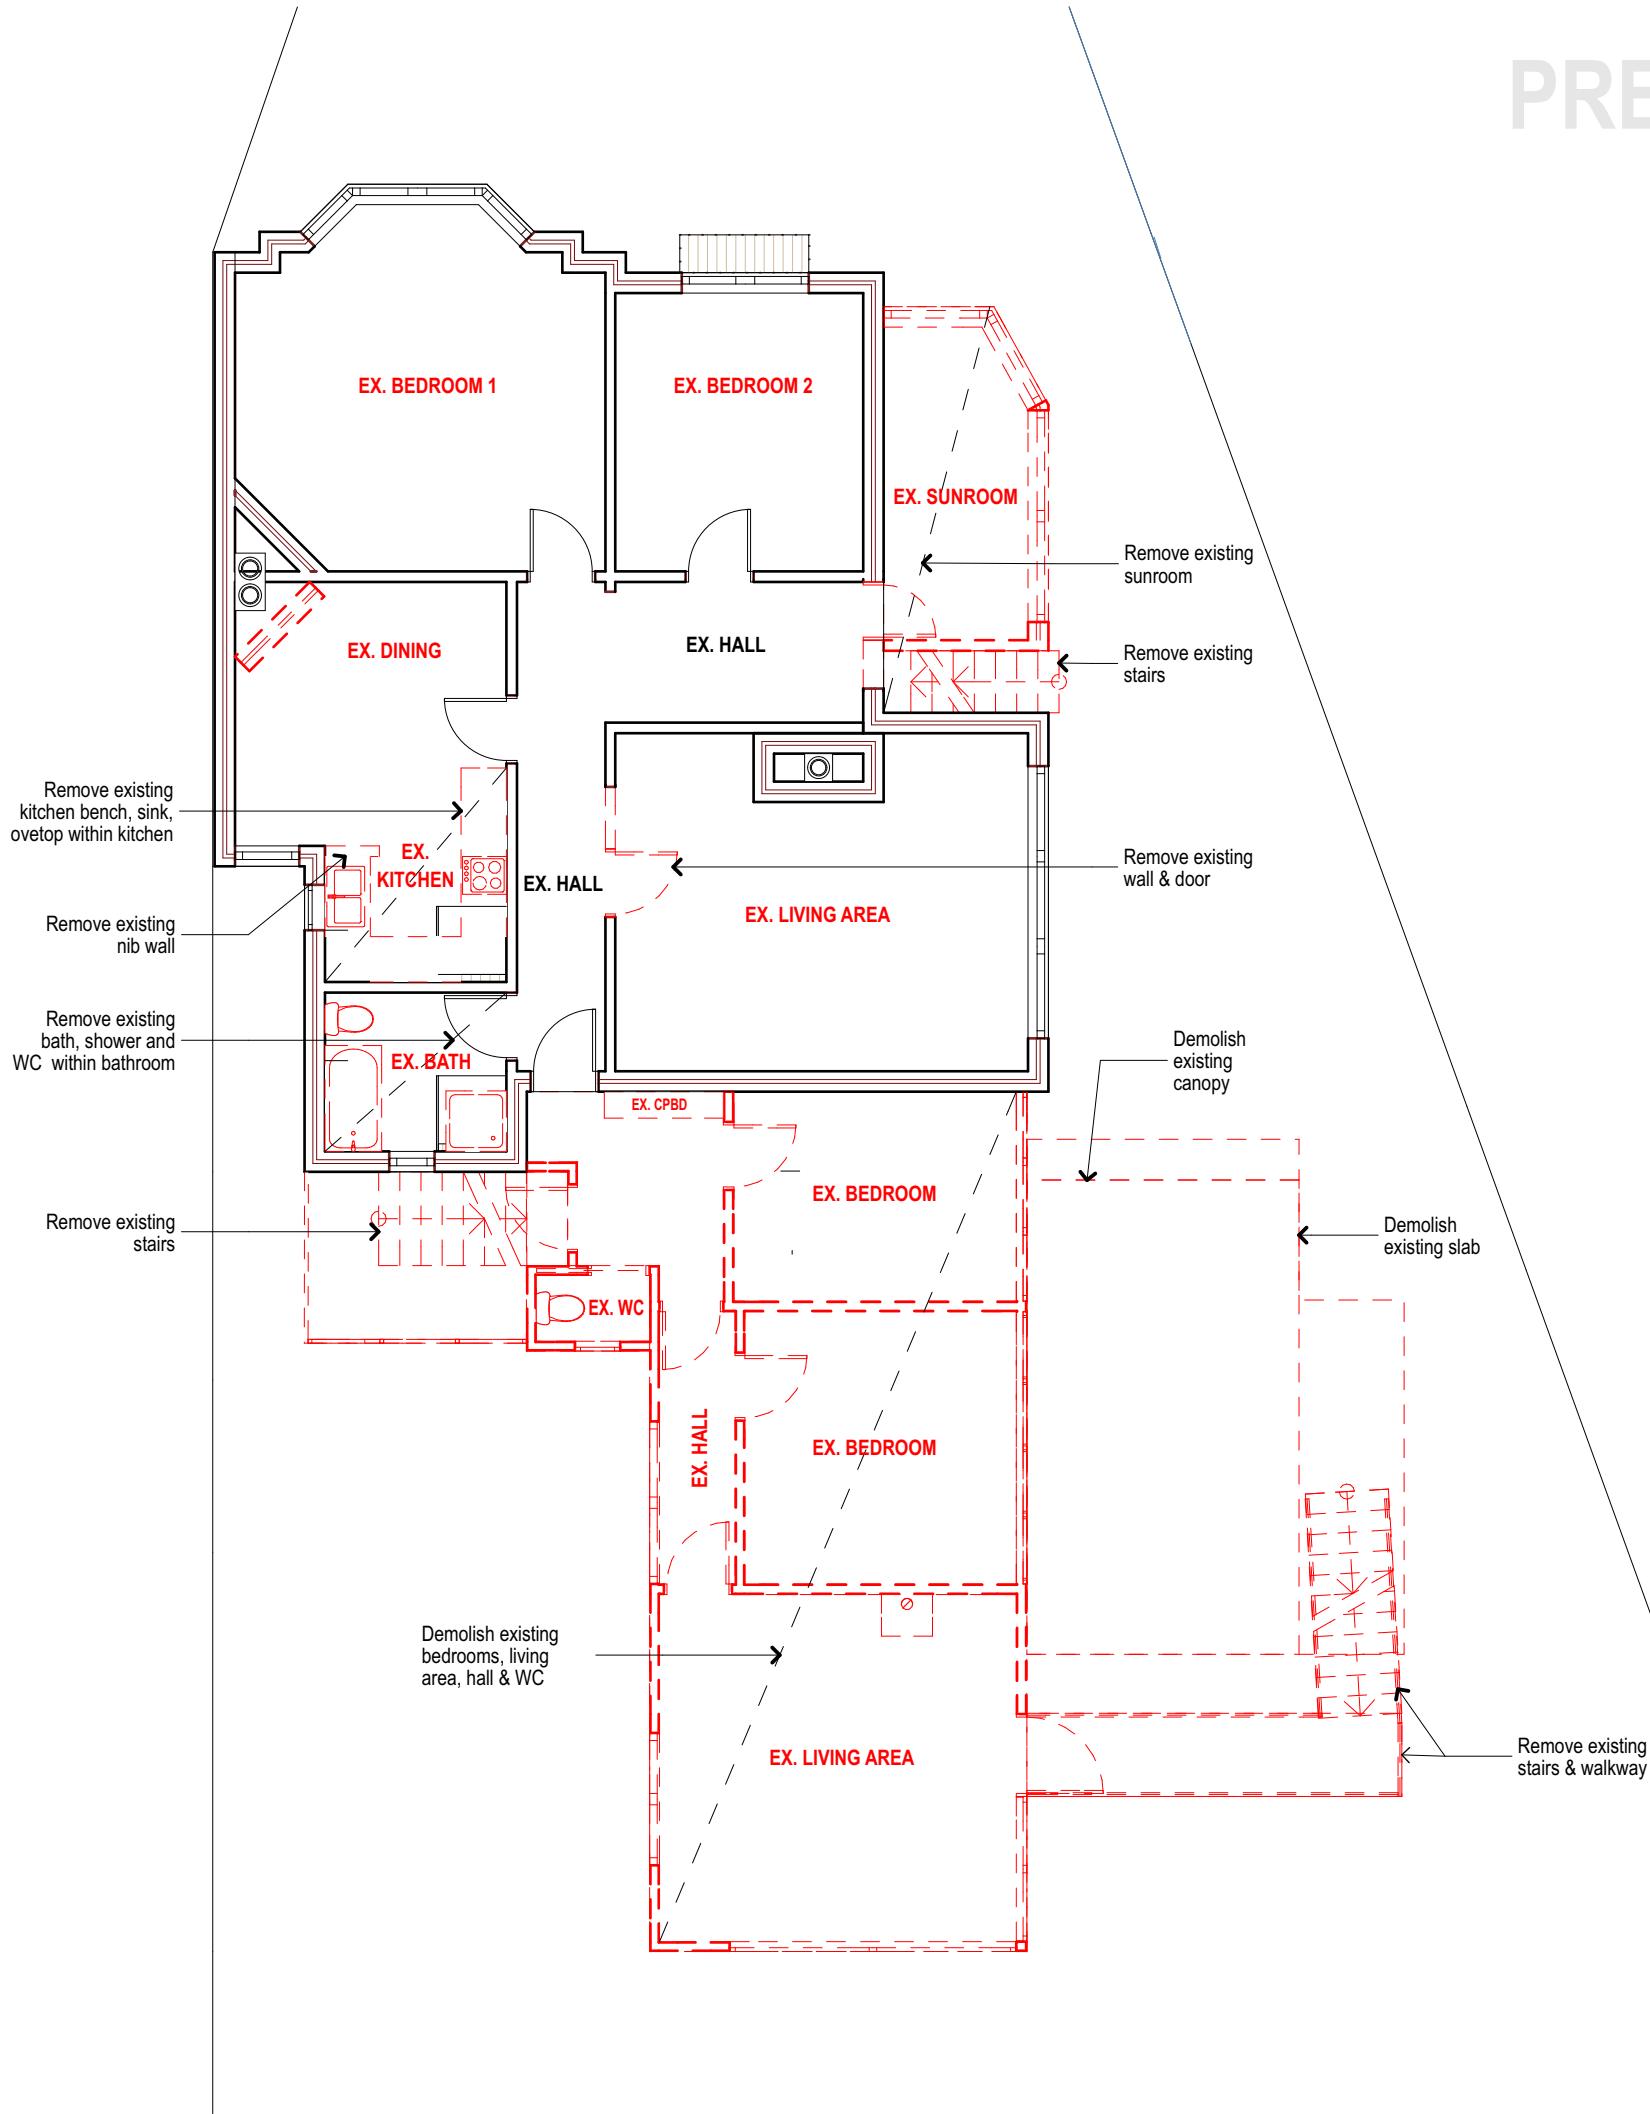 PRE
EX. BEDROOM 1
EX. BEDROOM 2
EX. SUNROOM
Remove existing
sunroom
EX. DINING
EX. HALL
Remove existing
stairs
Remove existing
kitchen bench, sink,
ovetop within kitchen
EX.
KITCHEN
EX. HALL
Remove existing
wall & door
EX. LIVING AREA
Remove existing
nib wall
Remove existing
bath, shower and
WC within bathroom
EX. BATH
Demolish
existing
canopy
EX. CPBD
EX. BEDROOM
Remove existing
stairs
Demolish
existing slab
EX. WC
EX. HALL
EX. BEDROOM
Demolish existing
bedrooms, living
area, hall & WC
EX. LIVING AREA
Remove existing
stairs & walkway